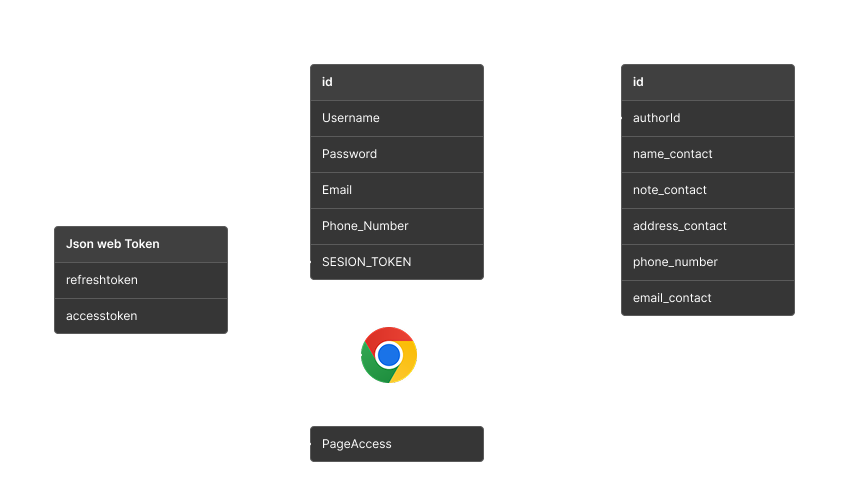 id
Username
Password
Email
Phone_Number
SESION_TOKEN
id
authorId
name_contact
note_contact
address_contact
phone_number
email_contact
Json web Token
refreshtoken
accesstoken
PageAccess